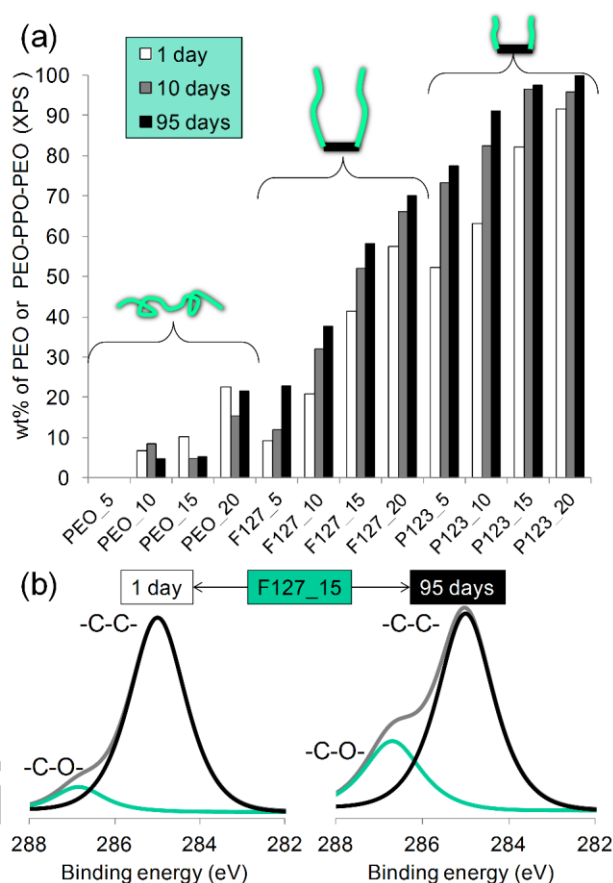 (a)
1 day
10 days
95 days
wt% of PEO or PEO-PPO-PEO (XPS)
100
90
80
70
60
50
40
30
20
10
0
PEO_5
PEO_10
PEO_15
PEO_20
F127_5
F127_10
F127_15
F127_20
P123_5
P123_10
P123_15
P123_20
(b)
1 day
F127_15
95 days
-C-C-
-C-O-
288 286 284 282
Binding energy (eV)
-C-C-
-C-O-
288 286 284 282
Binding energy (eV)